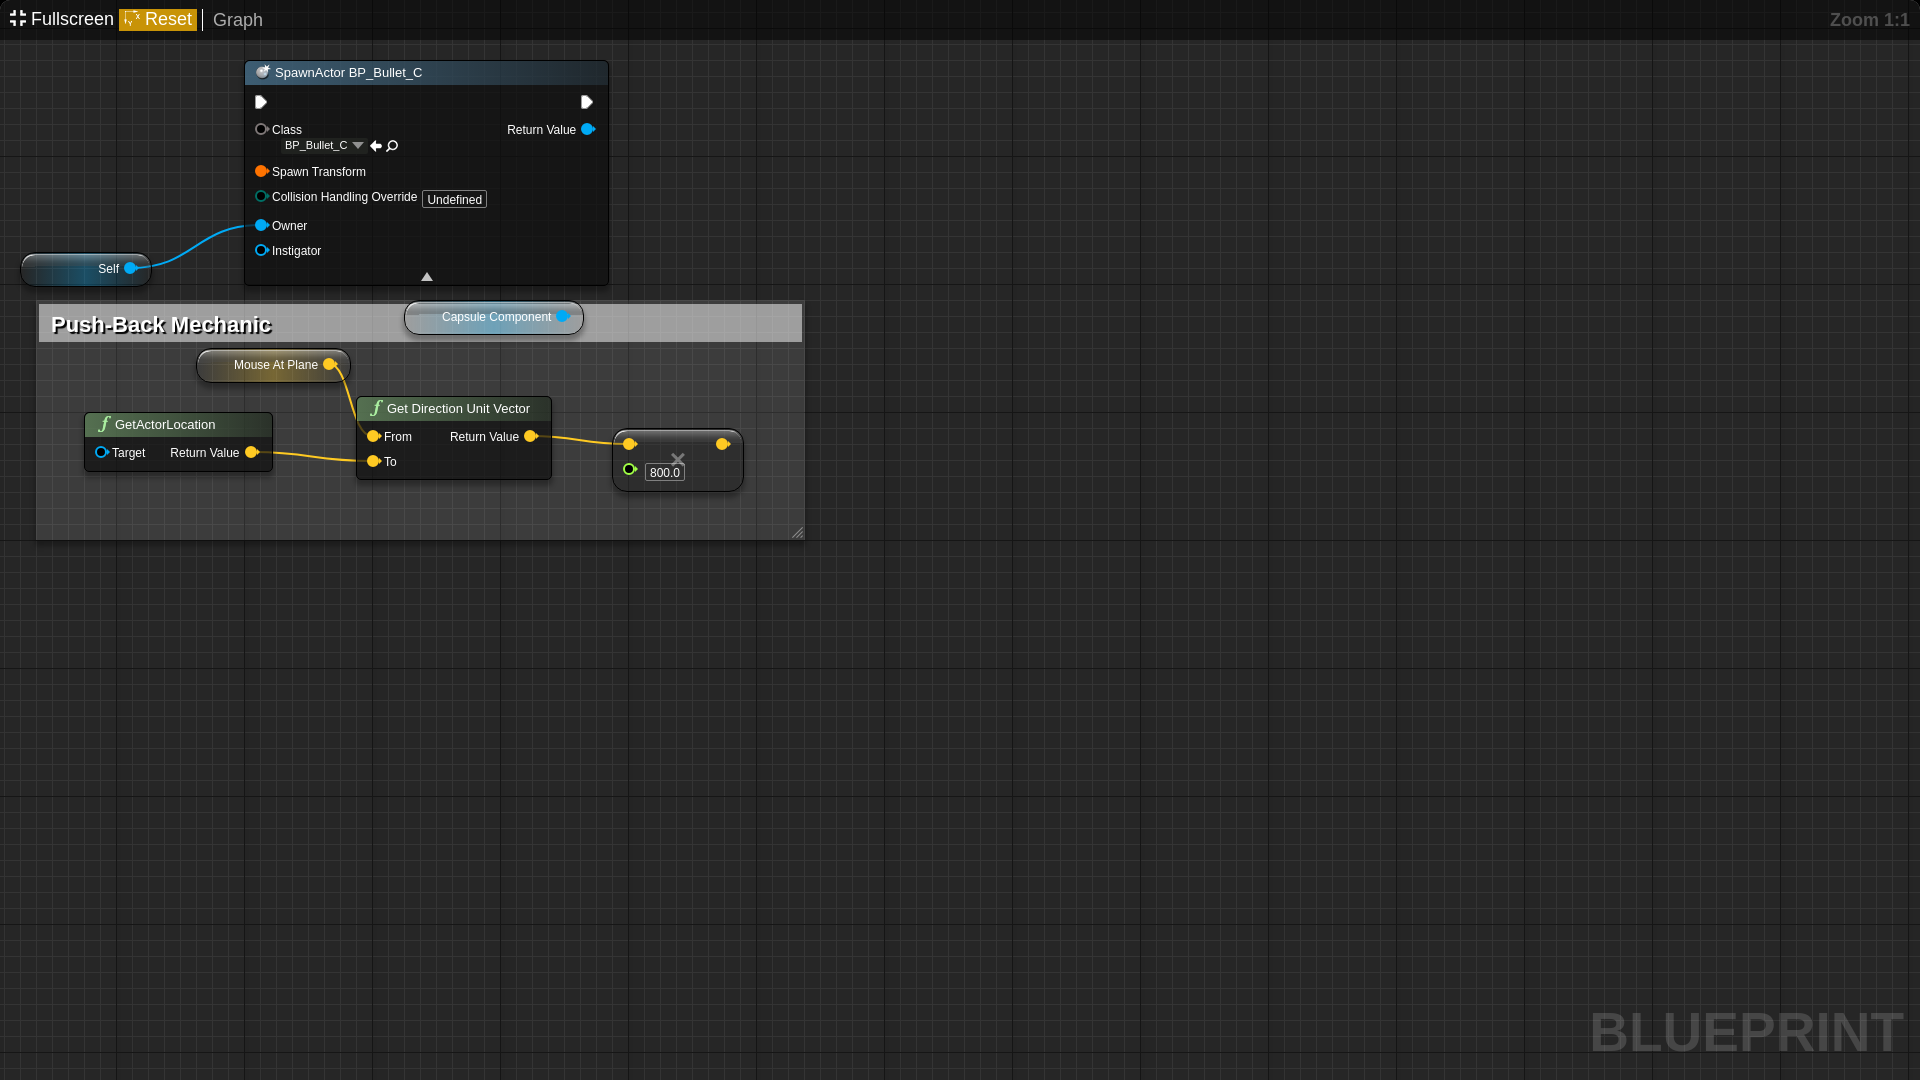 Fullscreen Reset Graph Zoom 1:1
SpawnActor BP_Bullet_C
Class Return Value
BP_Bullet_C
Spawn Transform
Collision Handling Override Undefined
Owner
Instigator
Self
Capsule Component
Push-Back Mechanic
Mouse At Plane
Get Direction Unit Vector
From Return Value
To
GetActorLocation
Target Return Value
800.0
BLUEPRINT